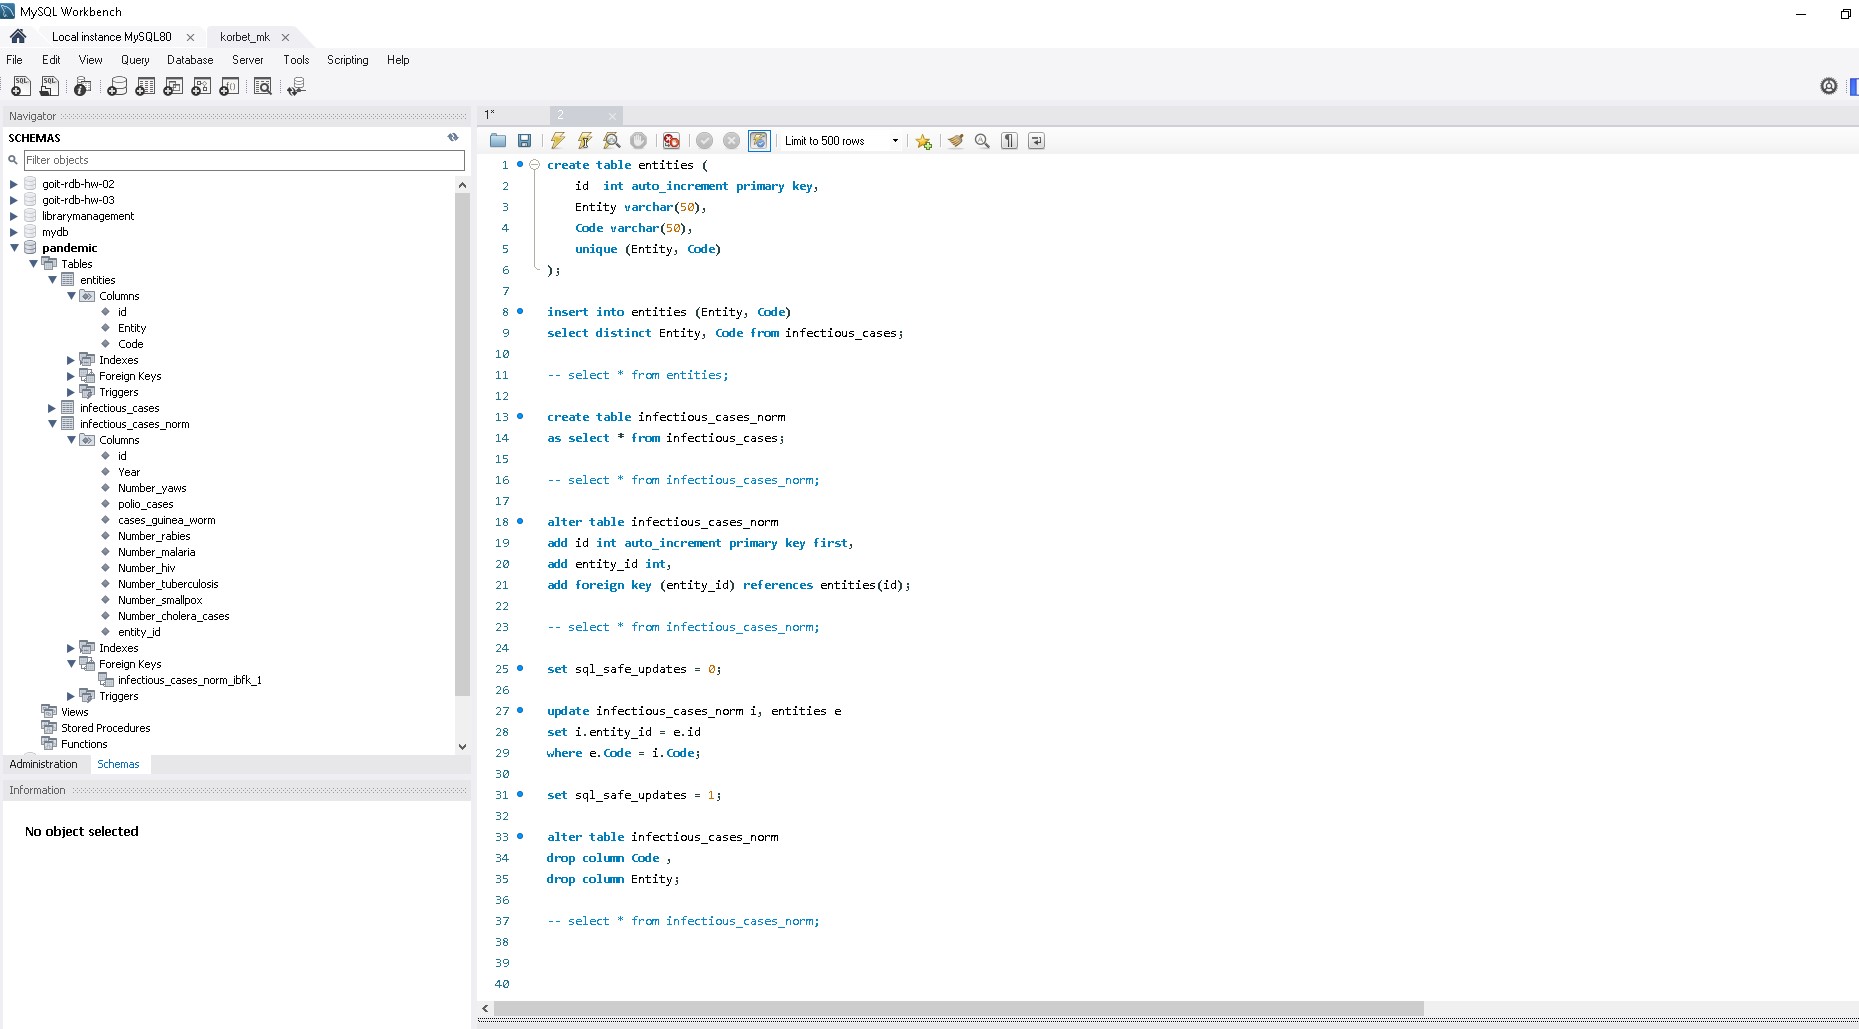 MySQL Workbench
Local instance MySQL80
korbet_mk
File Edit View Query Database Server Tools Scripting Help
Navigator
SCHEMAS
Filter objects
goit-rdb-hw-02
goit-rdb-hw-03
librarymanagement
mydb
pandemic
Tables
entities
Columns
id
Entity
Code
Indexes
Foreign Keys
Triggers
infectious_cases
infectious_cases_norm
Columns
id
Year
Number_yaws
polio_cases
cases_guinea_worm
Number_rabies
Number_malaria
Number_hiv
Number_tuberculosis
Number_smallpox
Number_cholera_cases
entity_id
Indexes
Foreign Keys
infectious_cases_norm_ibfk_1
Triggers
Views
Stored Procedures
Functions
Administration Schemas
Information
No object selected
1* 2
Limit to 500 rows
1 create table entities (
2 id  int auto_increment primary key,
3 Entity varchar(50),
4 Code varchar(50),
5 unique (Entity, Code)
6 );
7
8 insert into entities (Entity, Code)
9 select distinct Entity, Code from infectious_cases;
10
11 -- select * from entities;
12
13 create table infectious_cases_norm
14 as select * from infectious_cases;
15
16 -- select * from infectious_cases_norm;
17
18 alter table infectious_cases_norm
19 add id int auto_increment primary key first,
20 add entity_id int,
21 add foreign key (entity_id) references entities(id);
22
23 -- select * from infectious_cases_norm;
24
25 set sql_safe_updates = 0;
26
27 update infectious_cases_norm i, entities e
28 set i.entity_id = e.id
29 where e.Code = i.Code;
30
31 set sql_safe_updates = 1;
32
33 alter table infectious_cases_norm
34 drop column Code ,
35 drop column Entity;
36
37 -- select * from infectious_cases_norm;
38
39
40